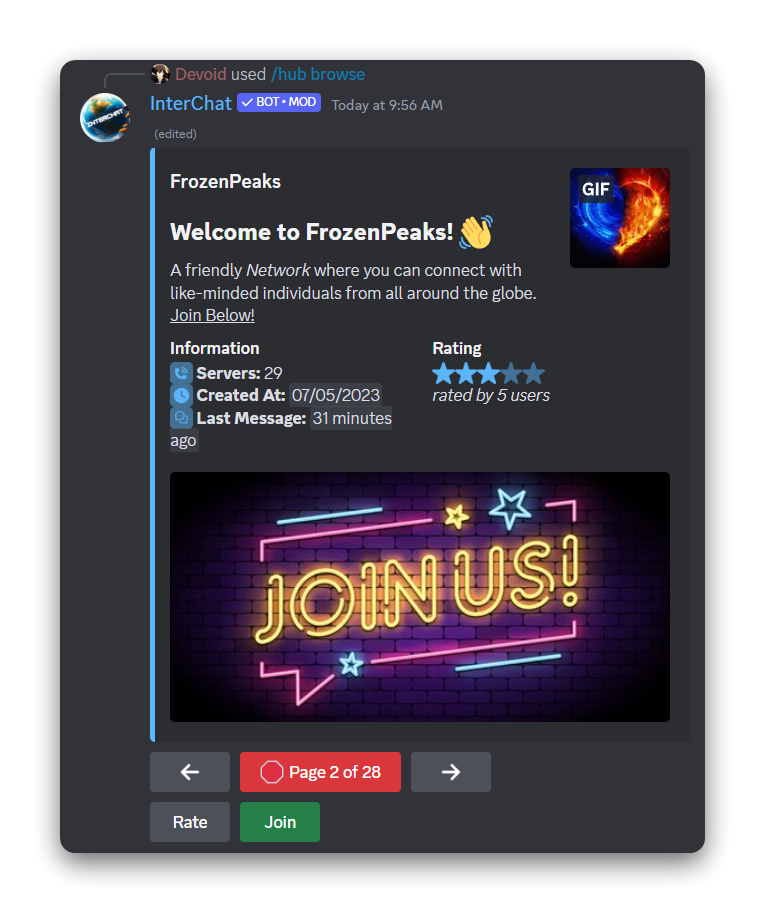 Devoid used /hub browse
INTERCHAT
InterChat ✓ BOT • MOD Today at 9:56 AM
(edited)
FrozenPeaks
GIF
Welcome to FrozenPeaks! 👋
A friendly Network where you can connect with
like-minded individuals from all around the globe.
Join Below!
Information
Servers: 29
Created At: 07/05/2023
Last Message: 31 minutes
ago
Rating
rated by 5 users
JOIN US!
← Page 2 of 28 →
Rate Join